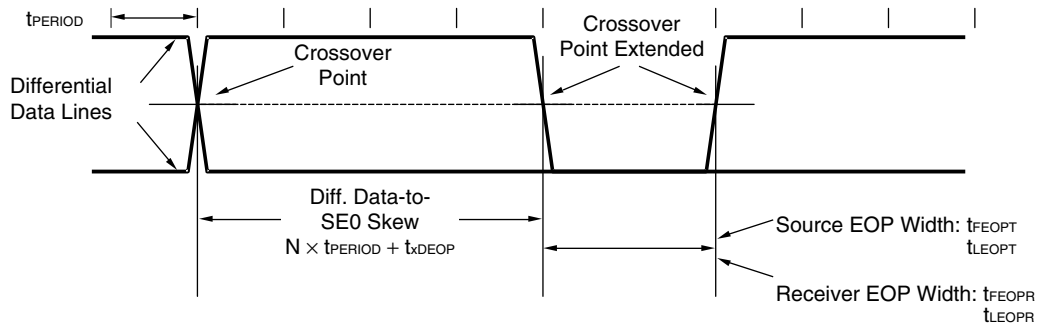 tPERIOD
Crossover
Point
Crossover
Point Extended
Differential
Data Lines
Diff. Data-to-
SE0 Skew
N × tPERIOD + txDEOP
Source EOP Width: tFEOPT
tLEOPT
Receiver EOP Width: tFEOPR
tLEOPR